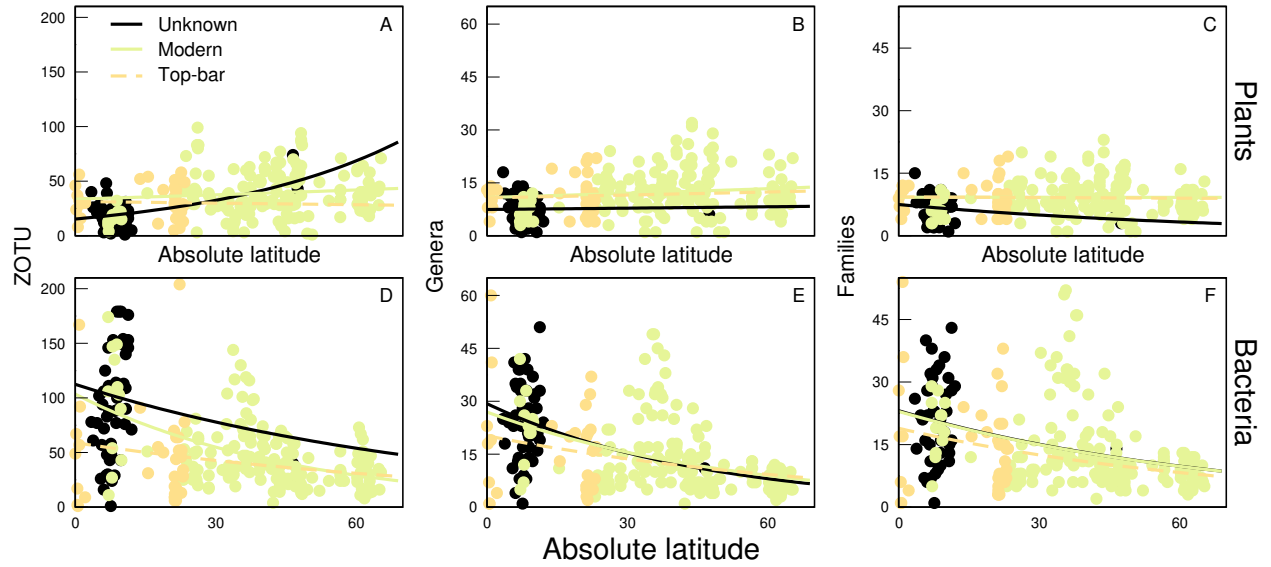 200
150
100
50
0
A
Unknown
Modern
Top-bar
60
45
30
15
0
B
45
30
15
0
C
Plants
Absolute latitude
Absolute latitude
Absolute latitude
ZOTU
Genera
Families
200
150
100
50
0
D
60
45
30
15
0
E
45
30
15
0
F
Bacteria
0 30 60
0 30 60
0 30 60
Absolute latitude